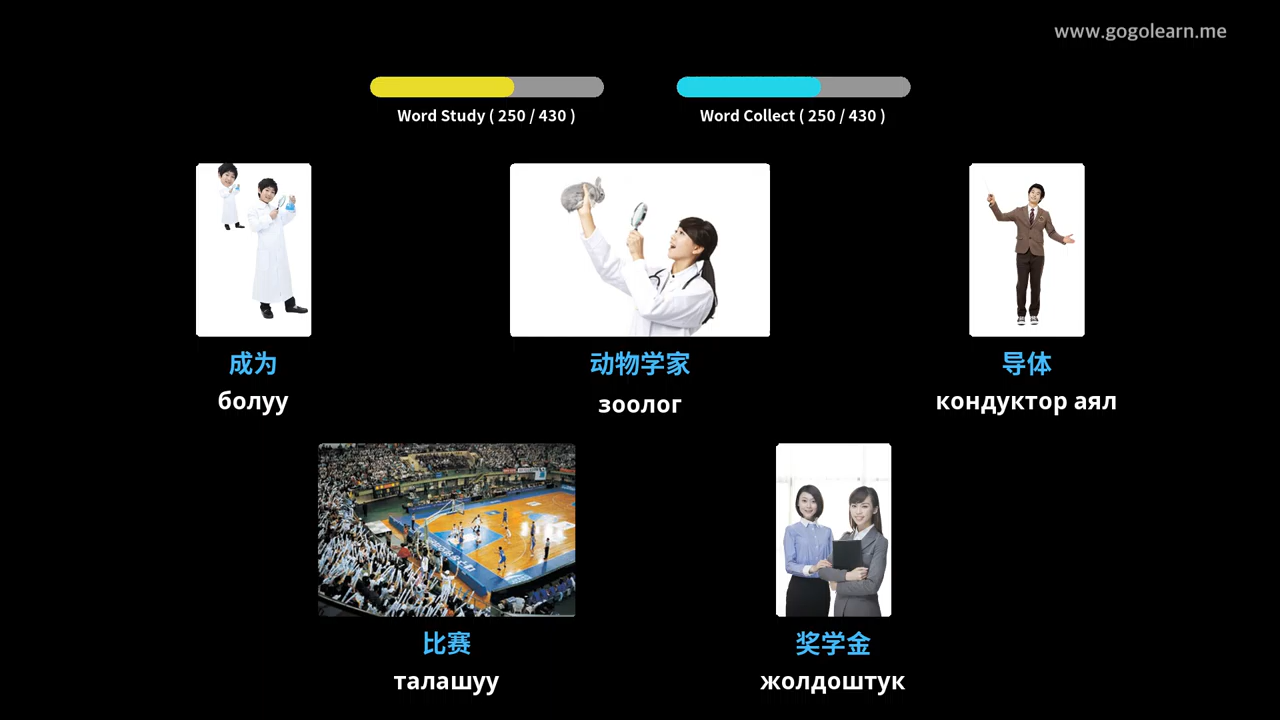 www.gogolearn.me
Word Study ( 250 / 430 )
Word Collect ( 250 / 430 )
成为
болуу
动物学家
зоолог
导体
кондуктор аял
比赛
талашуу
奖学金
жолдоштук